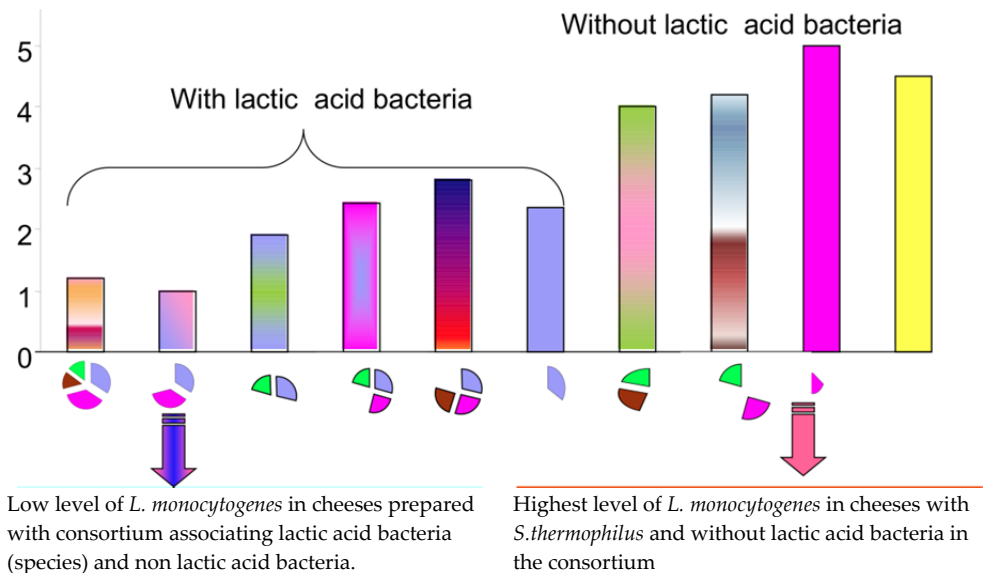 Without lactic acid bacteria
With lactic acid bacteria
5
4
3
2
1
0
Low level of L. monocytogenes in cheeses prepared
with consortium associating lactic acid bacteria
(species) and non lactic acid bacteria.
Highest level of L. monocytogenes in cheeses with
S.thermophilus and without lactic acid bacteria in
the consortium